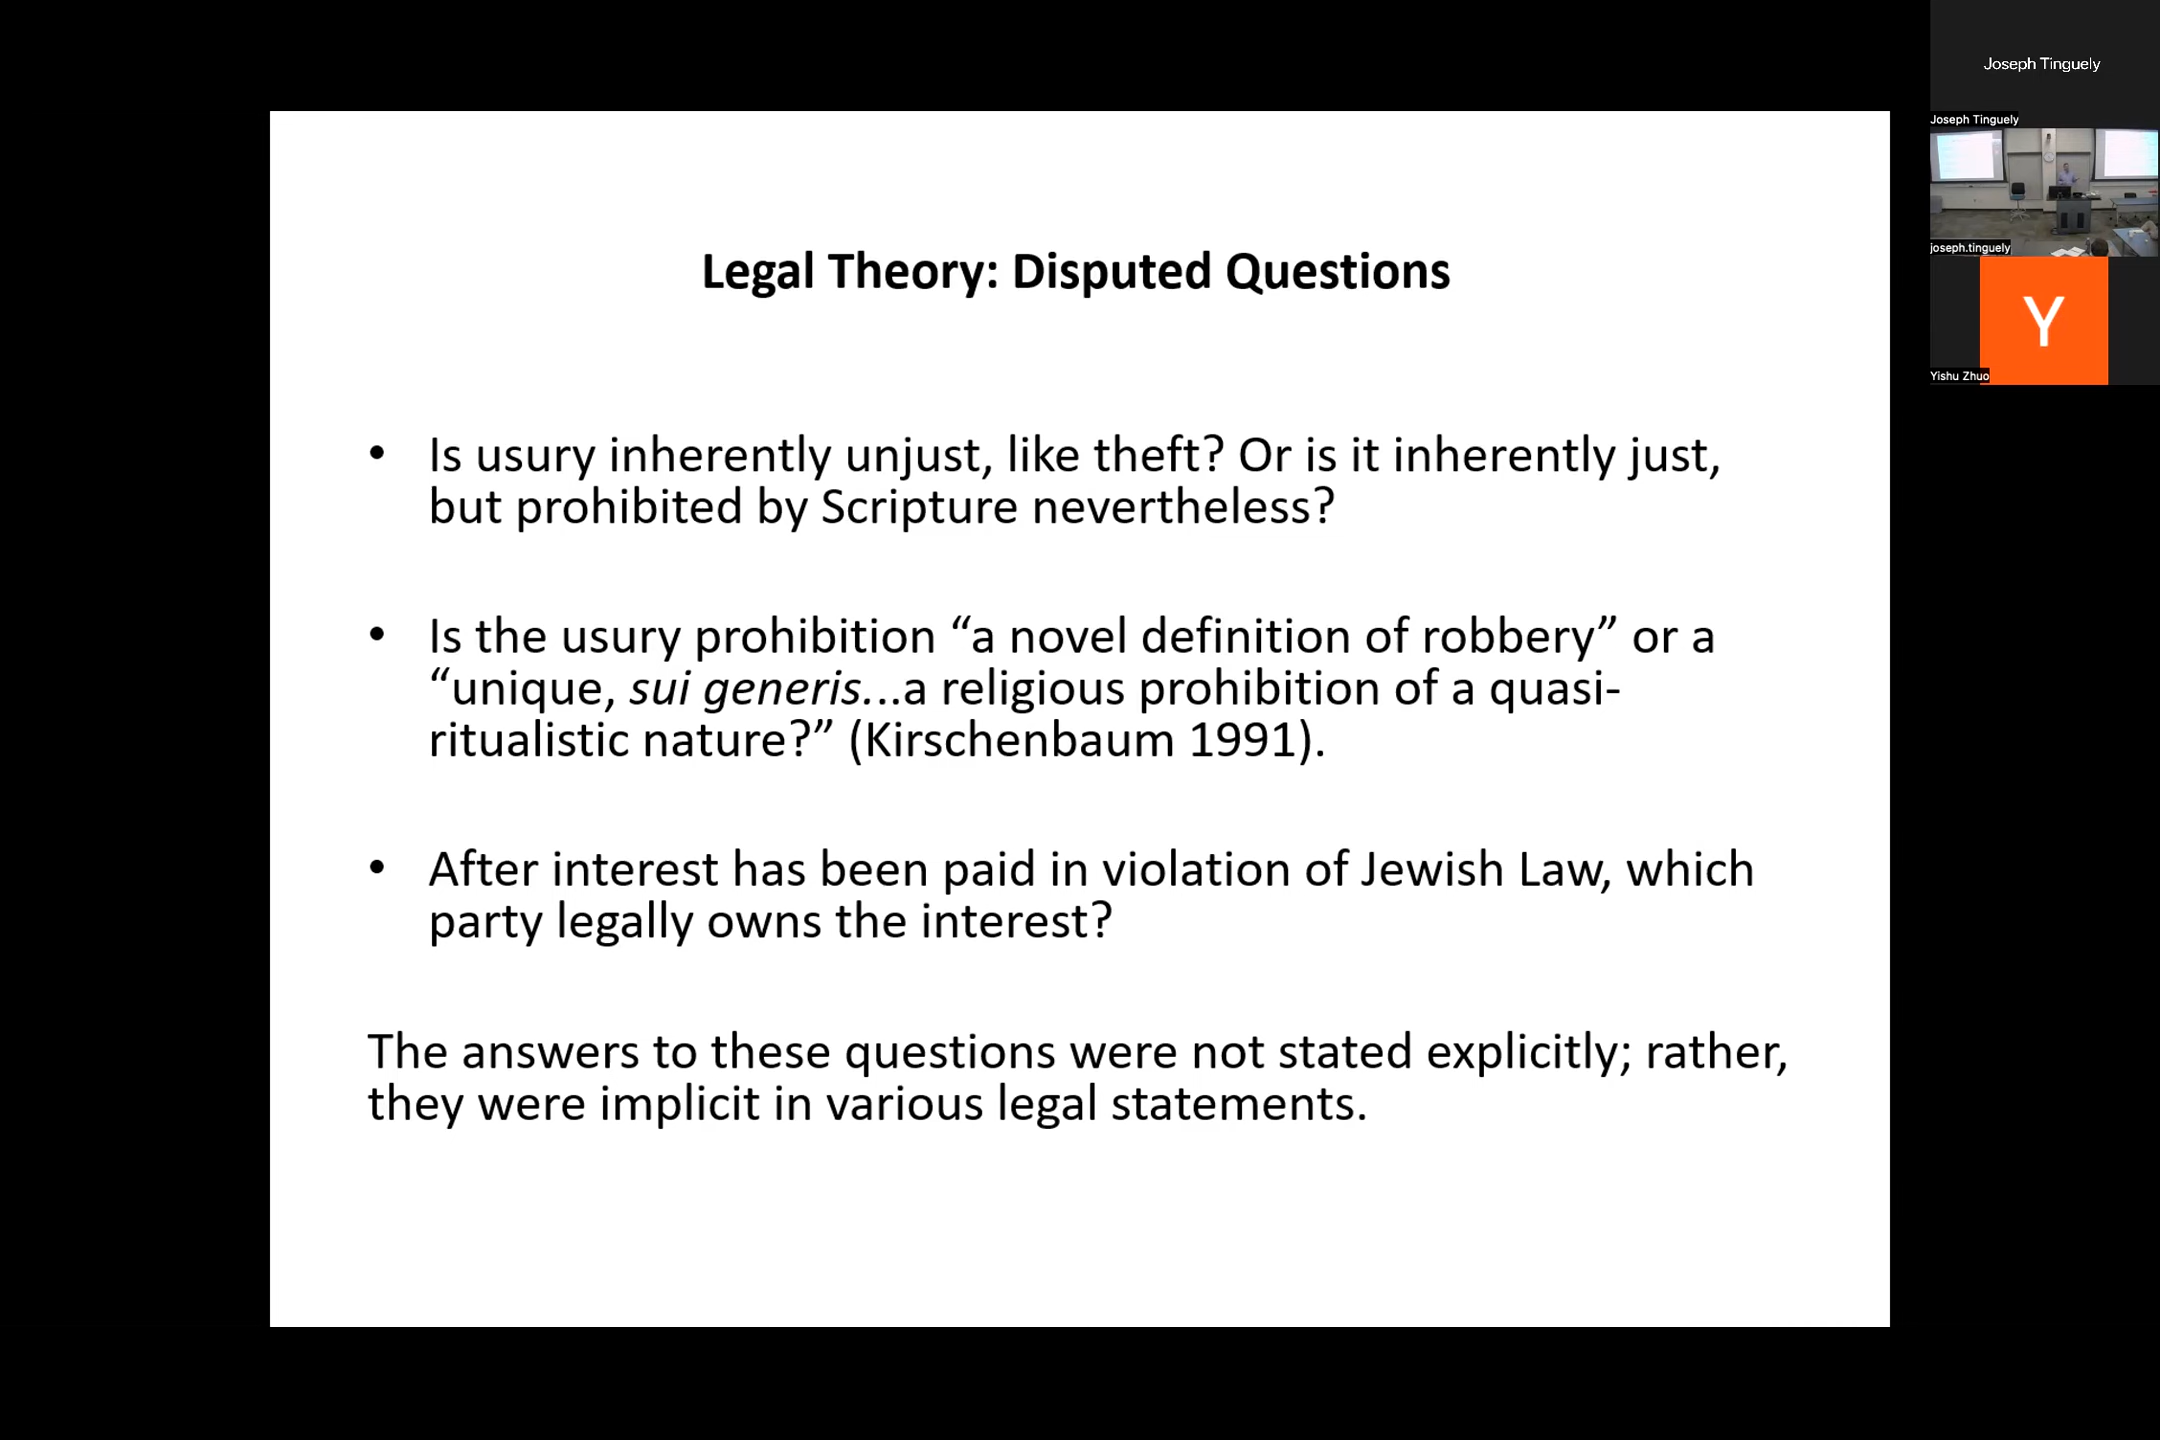 Legal Theory: Disputed Questions
• Is usury inherently unjust, like theft? Or is it inherently just,
but prohibited by Scripture nevertheless?
• Is the usury prohibition “a novel definition of robbery” or a
“unique, sui generis...a religious prohibition of a quasi-
ritualistic nature?” (Kirschenbaum 1991).
• After interest has been paid in violation of Jewish Law, which
party legally owns the interest?
The answers to these questions were not stated explicitly; rather,
they were implicit in various legal statements.
Joseph Tinguely
Joseph Tinguely
joseph.tinguely
Y
Yishu Zhuo